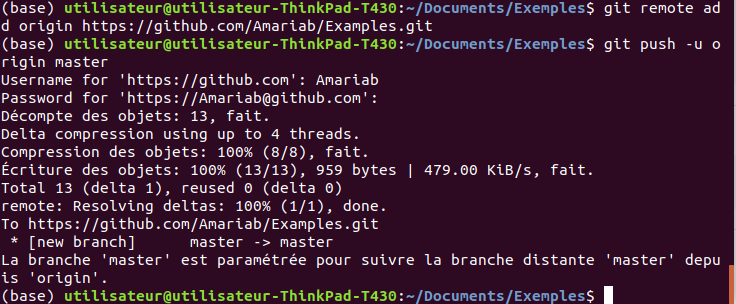 (base) utilisateur@utilisateur-ThinkPad-T430:~/Documents/Exemples$ git remote ad
d origin https://github.com/Amariab/Examples.git
(base) utilisateur@utilisateur-ThinkPad-T430:~/Documents/Exemples$ git push -u o
rigin master
Username for 'https://github.com': Amariab
Password for 'https://Amariab@github.com':
Décompte des objets: 13, fait.
Delta compression using up to 4 threads.
Compression des objets: 100% (8/8), fait.
Écriture des objets: 100% (13/13), 959 bytes | 479.00 KiB/s, fait.
Total 13 (delta 1), reused 0 (delta 0)
remote: Resolving deltas: 100% (1/1), done.
To https://github.com/Amariab/Examples.git
 * [new branch]      master -> master
La branche 'master' est paramétrée pour suivre la branche distante 'master' depu
is 'origin'.
(base) utilisateur@utilisateur-ThinkPad-T430:~/Documents/Exemples$